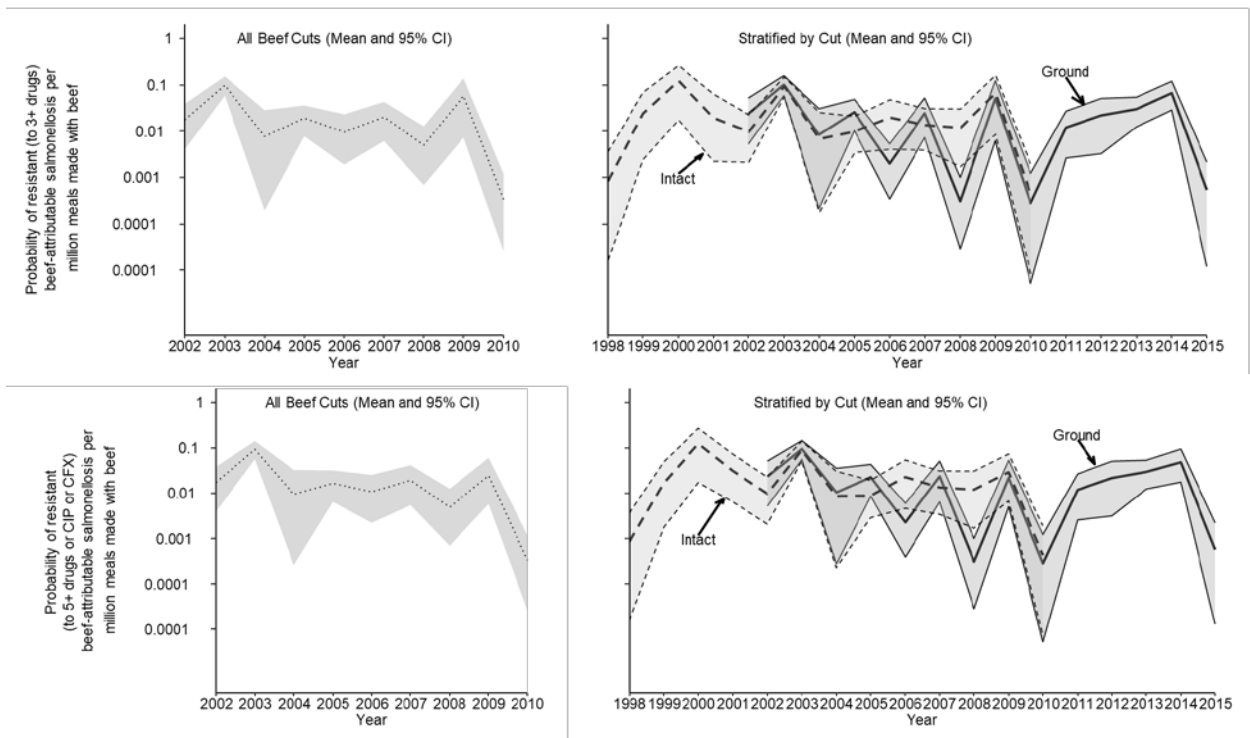 Probability of resistant (to 3+ drugs)
beef-attributable salmonellosis per
million meals made with beef
All Beef Cuts (Mean and 95% CI)
1
0.1
0.01
0.001
0.0001
0.0001
2002 2003 2004 2005 2006 2007 2008 2009 2010
Year
Stratified by Cut (Mean and 95% CI)
Ground
Intact
1998 1999 2000 2001 2002 2003 2004 2005 2006 2007 2008 2009 2010 2011 2012 2013 2014 2015
Year
Probability of resistant
(to 5+ drugs or CIP or CFX)
beef-attributable salmonellosis per
million meals made with beef
All Beef Cuts (Mean and 95% CI)
1
0.1
0.01
0.001
0.0001
0.0001
2002 2003 2004 2005 2006 2007 2008 2009 2010
Year
Stratified by Cut (Mean and 95% CI)
Ground
Intact
1998 1999 2000 2001 2002 2003 2004 2005 2006 2007 2008 2009 2010 2011 2012 2013 2014 2015
Year